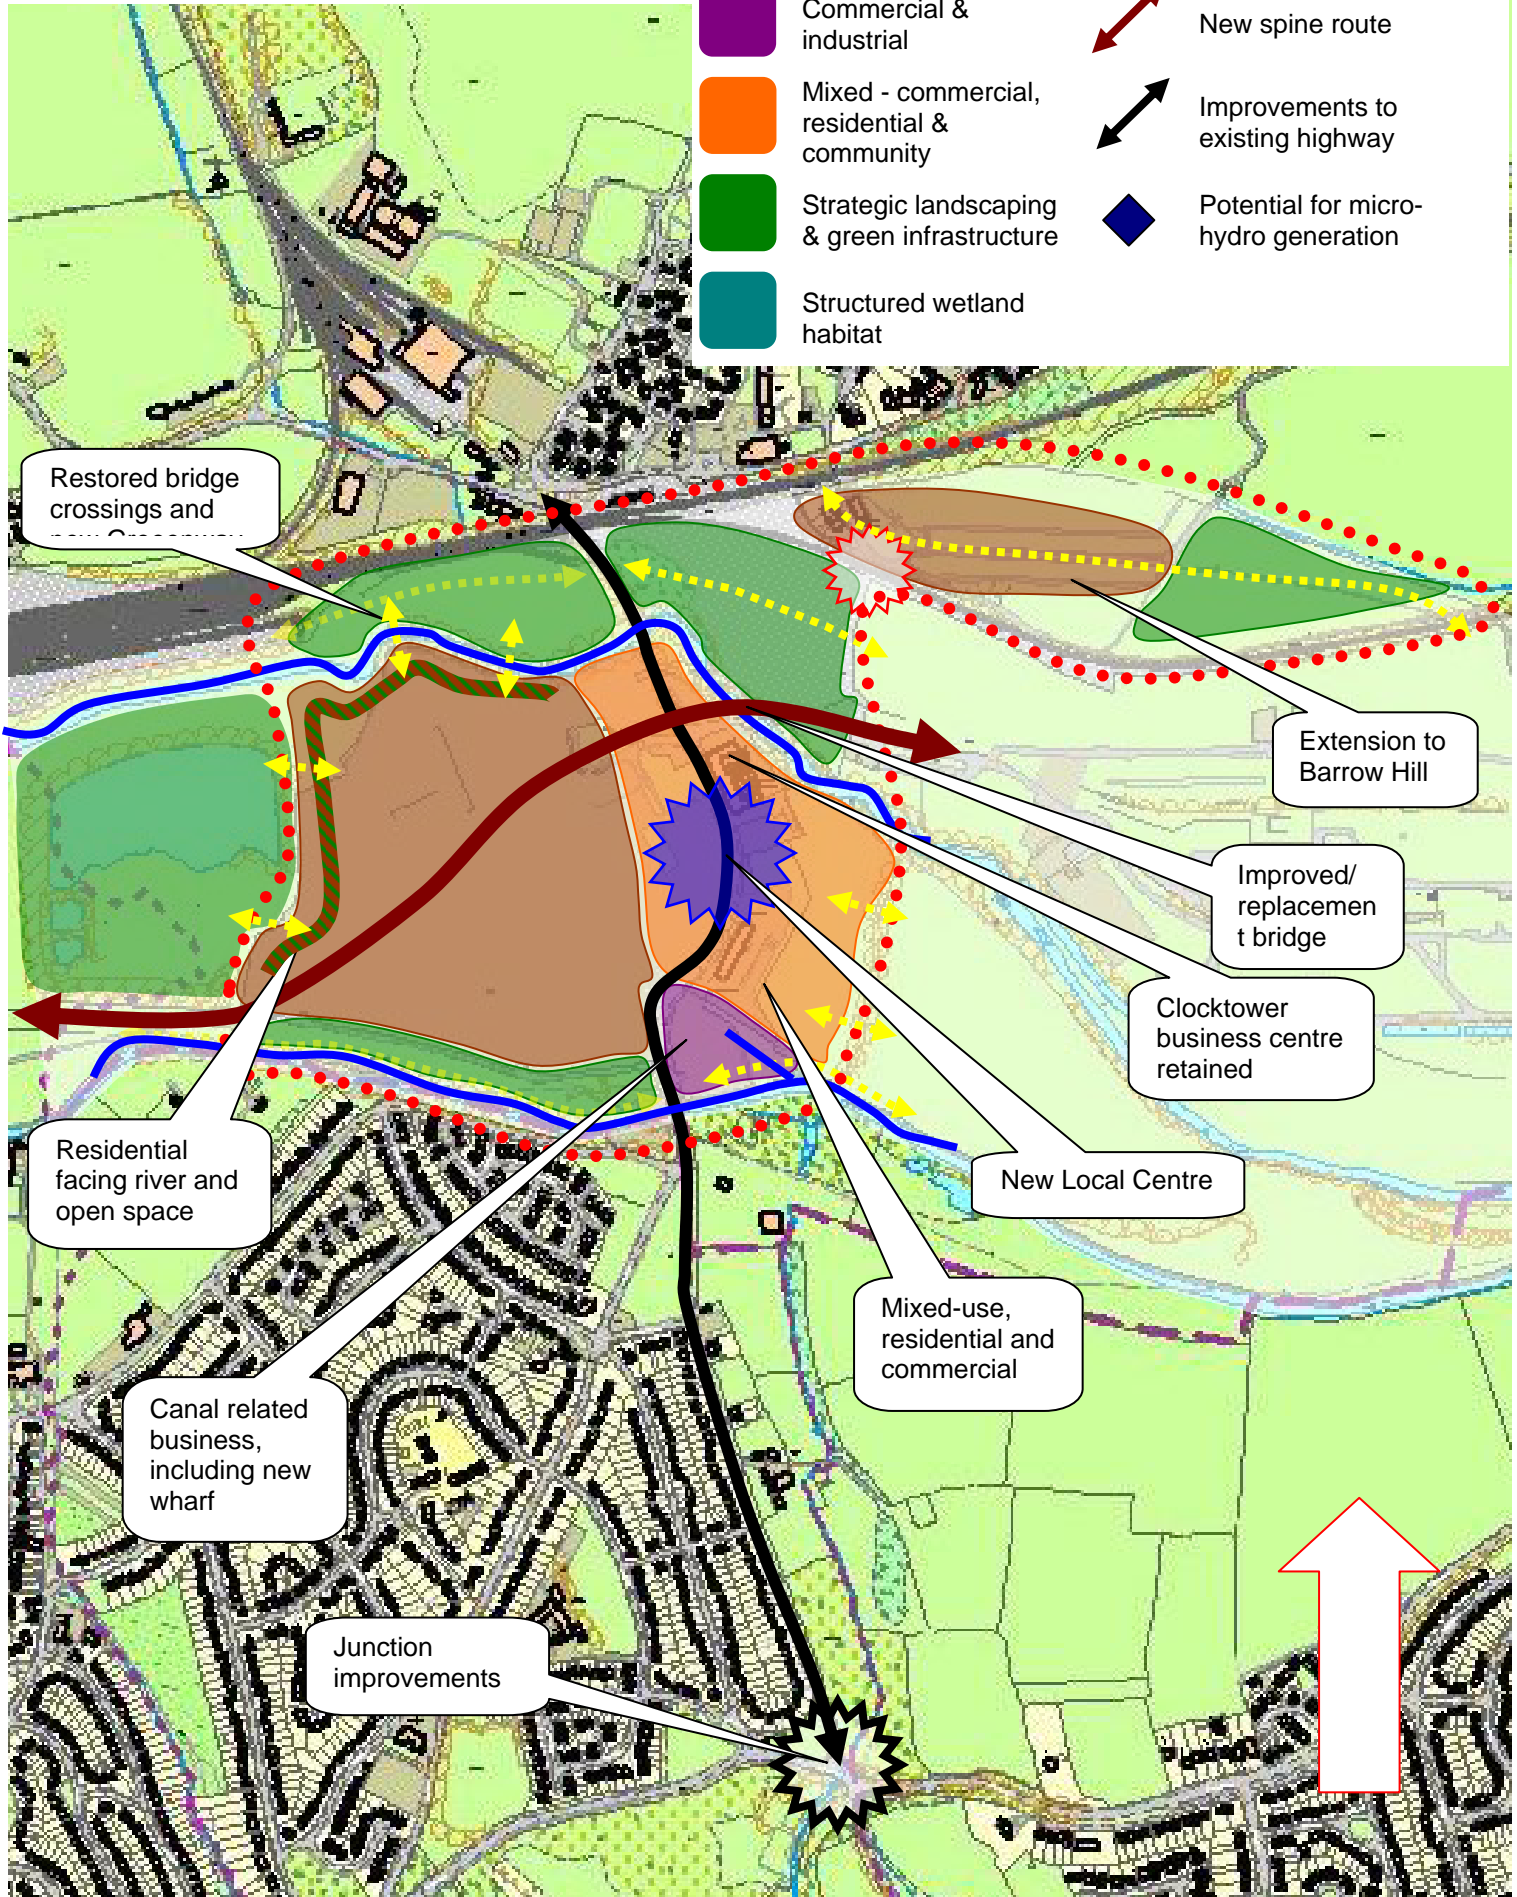 Commercial &
industrial
New spine route
Mixed - commercial,
residential &
community
Improvements to
existing highway
Strategic landscaping
& green infrastructure
Potential for micro-
hydro generation
Structured wetland
habitat
Restored bridge
crossings and
new Greenway
Extension to
Barrow Hill
Improved/
replacemen
t bridge
Clocktower
business centre
retained
Residential
facing river and
open space
New Local Centre
Mixed-use,
residential and
commercial
Canal related
business,
including new
wharf
Junction
improvements